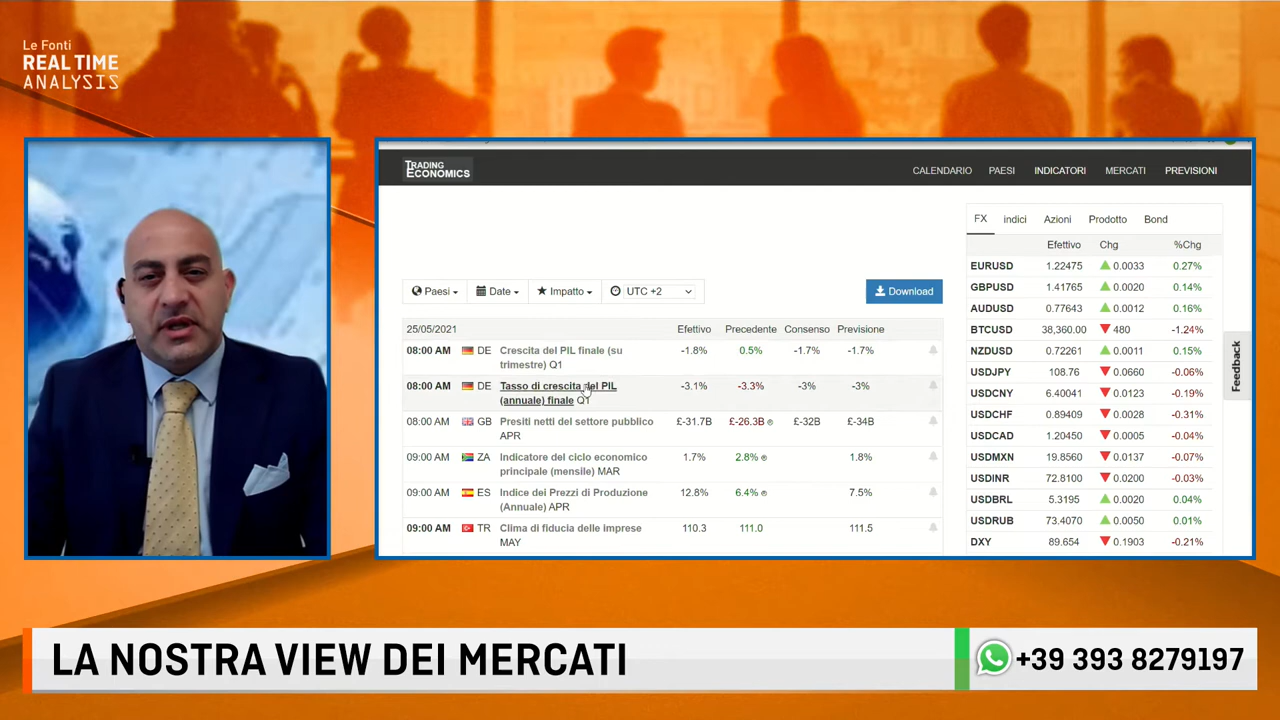 Le Fonti
REAL TIME
ANALYSIS
TRADING
ECONOMICS
CALENDARIO PAESI INDICATORI MERCATI PREVISIONI
FX indici Azioni Prodotto Bond
Efettivo Chg %Chg
EURUSD 1.22475 0.0033 0.27%
GBPUSD 1.41765 0.0020 0.14%
AUDUSD 0.77643 0.0012 0.16%
BTCUSD 38,360.00 480 -1.24%
NZDUSD 0.72261 0.0011 0.15%
USDJPY 108.76 0.0660 -0.06%
USDCNY 6.40041 0.0123 -0.19%
USDCHF 0.89409 0.0028 -0.31%
USDCAD 1.20450 0.0005 -0.04%
USDMXN 19.8560 0.0137 -0.07%
USDINR 72.8100 0.0200 -0.03%
USDBRL 5.3195 0.0020 0.04%
USDRUB 73.4070 0.0050 0.01%
DXY 89.654 0.1903 -0.21%
Paesi Date Impatto UTC +2 Download
25/05/2021 Efettivo Precedente Consenso Previsione
08:00 AM DE Crescita del PIL finale (su -1.8% 0.5% -1.7% -1.7%
trimestre) Q1
08:00 AM DE Tasso di crescita del PIL -3.1% -3.3% -3% -3%
(annuale) finale Q1
08:00 AM GB Presiti netti del settore pubblico £-31.7B £-26.3B £-32B £-34B
APR
09:00 AM ZA Indicatore del ciclo economico 1.7% 2.8% 1.8%
principale (mensile) MAR
09:00 AM ES Indice dei Prezzi di Produzione 12.8% 6.4% 7.5%
(Annuale) APR
09:00 AM TR Clima di fiducia delle imprese 110.3 111.0 111.5
MAY
Feedback
LA NOSTRA VIEW DEI MERCATI
+39 393 8279197